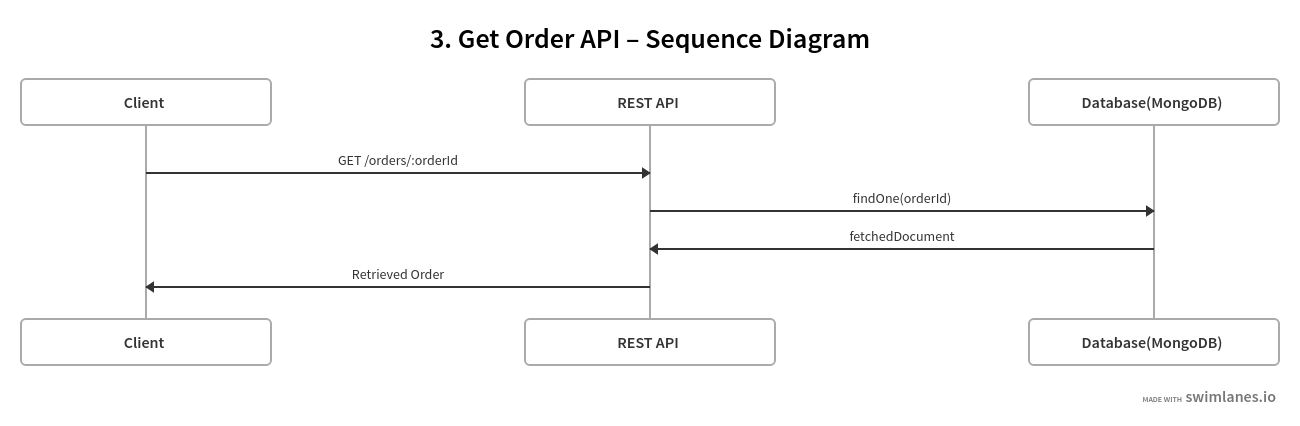 3. Get Order API – Sequence Diagram
Client
REST API
Database(MongoDB)
GET /orders/:orderId
findOne(orderId)
fetchedDocument
Retrieved Order
Client
REST API
Database(MongoDB)
MADE WITH swimlanes.io